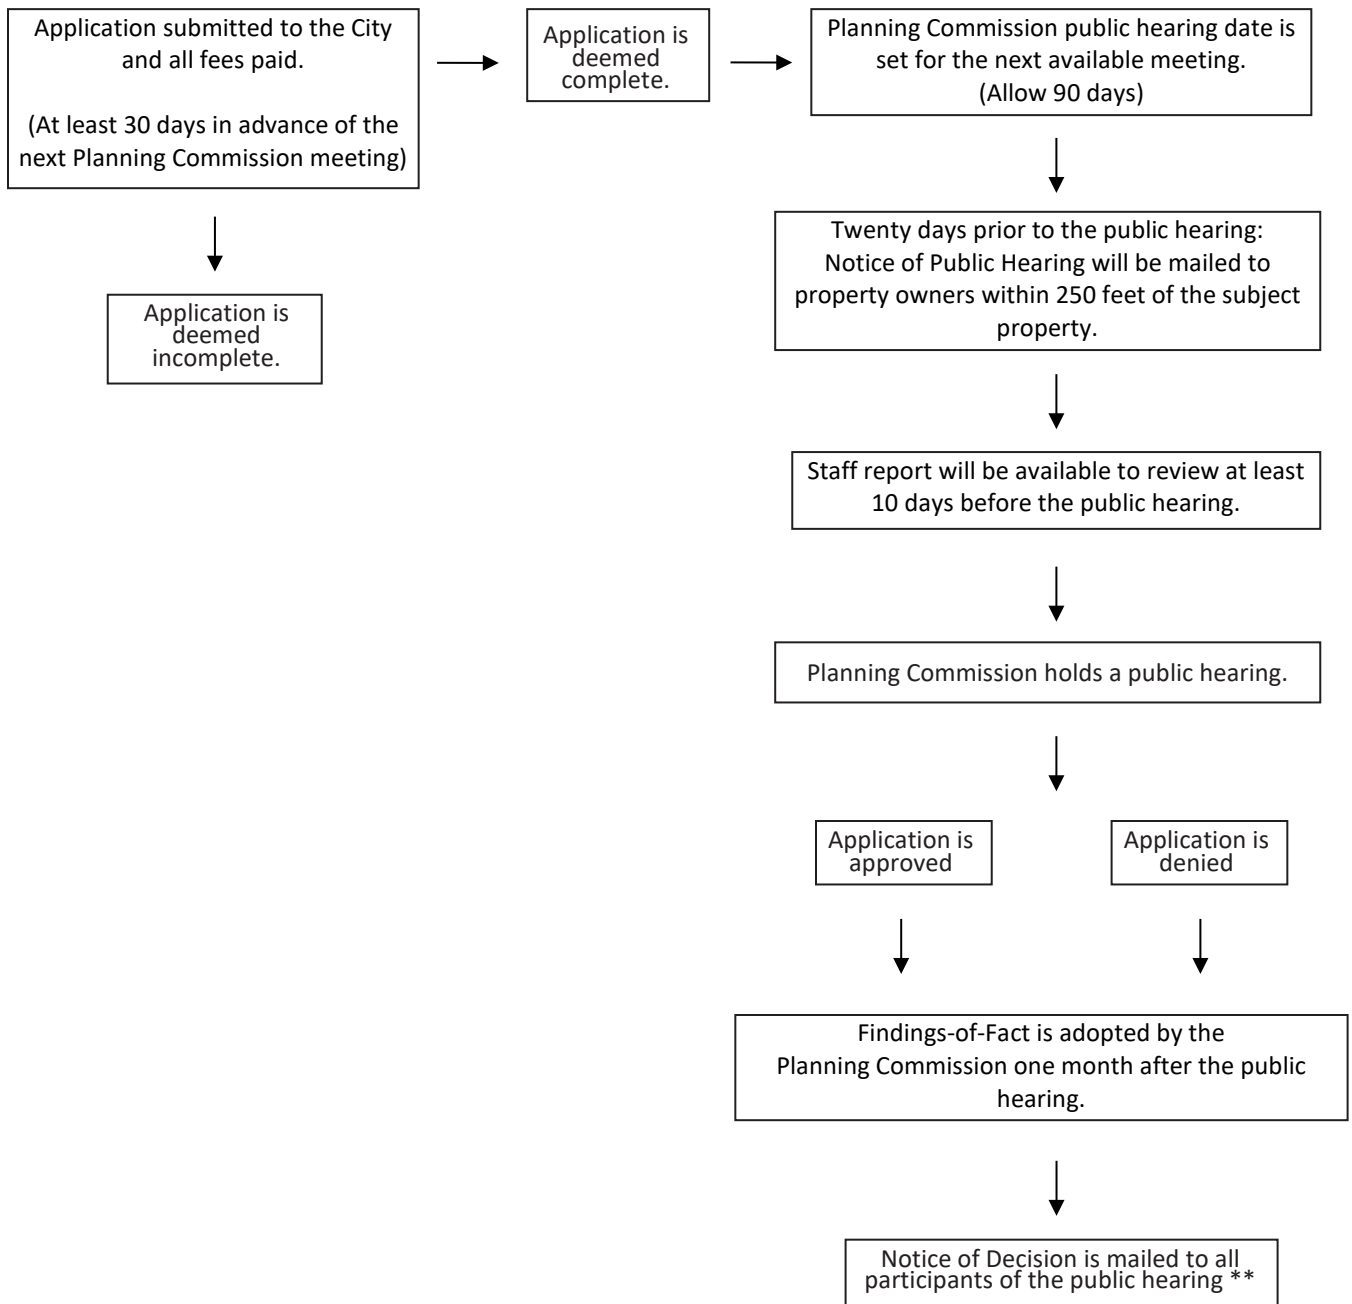 Application submitted to the City
and all fees paid.
(At least 30 days in advance of the
next Planning Commission meeting)
Application is
deemed
complete.
Planning Commission public hearing date is
set for the next available meeting.
(Allow 90 days)
Application is
deemed
incomplete.
Twenty days prior to the public hearing:
Notice of Public Hearing will be mailed to
property owners within 250 feet of the subject
property.
Staff report will be available to review at least
10 days before the public hearing.
Planning Commission holds a public hearing.
Application is
approved
Application is
denied
Findings-of-Fact is adopted by the
Planning Commission one month after the public
hearing.
Notice of Decision is mailed to all
participants of the public hearing **